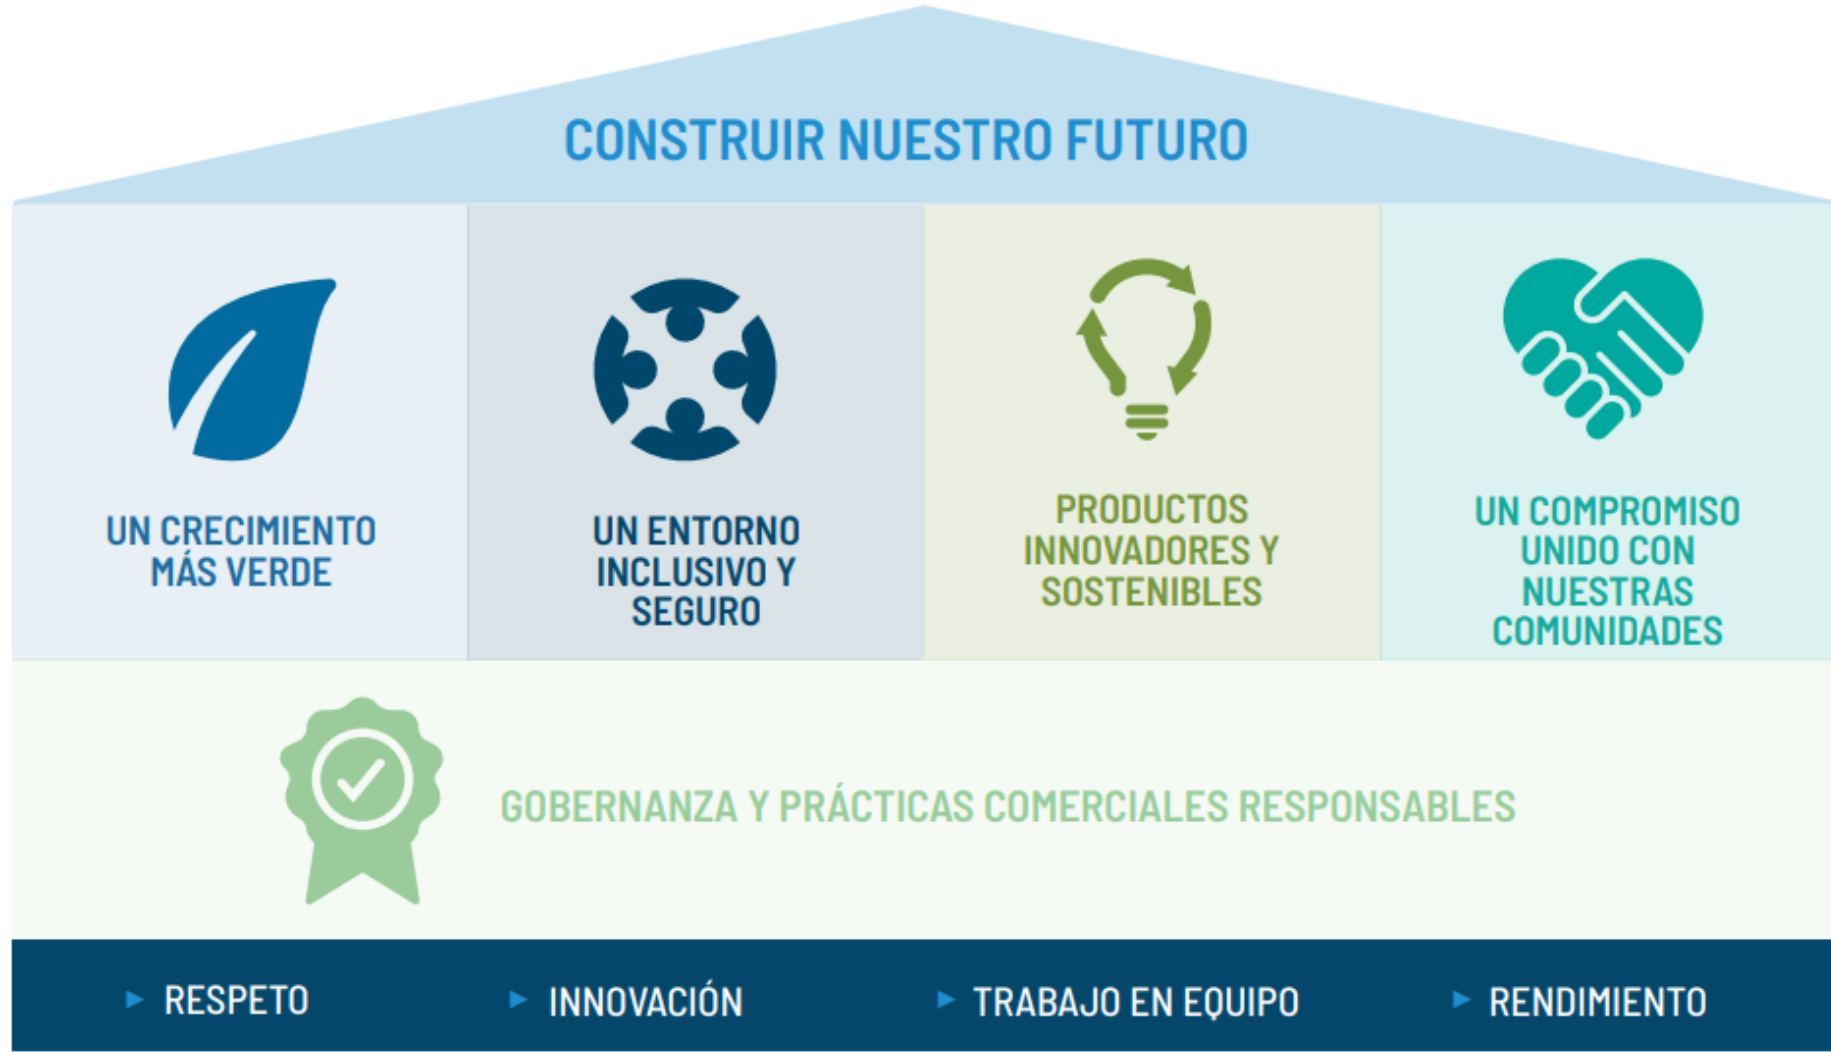 CONSTRUIR NUESTRO FUTURO
UN CRECIMIENTO
MÁS VERDE
UN ENTORNO
INCLUSIVO Y
SEGURO
PRODUCTOS
INNOVADORES Y
SOSTENIBLES
UN COMPROMISO
UNIDO CON
NUESTRAS
COMUNIDADES
GOBERNANZA Y PRÁCTICAS COMERCIALES RESPONSABLES
RESPETO
INNOVACIÓN
TRABAJO EN EQUIPO
RENDIMIENTO